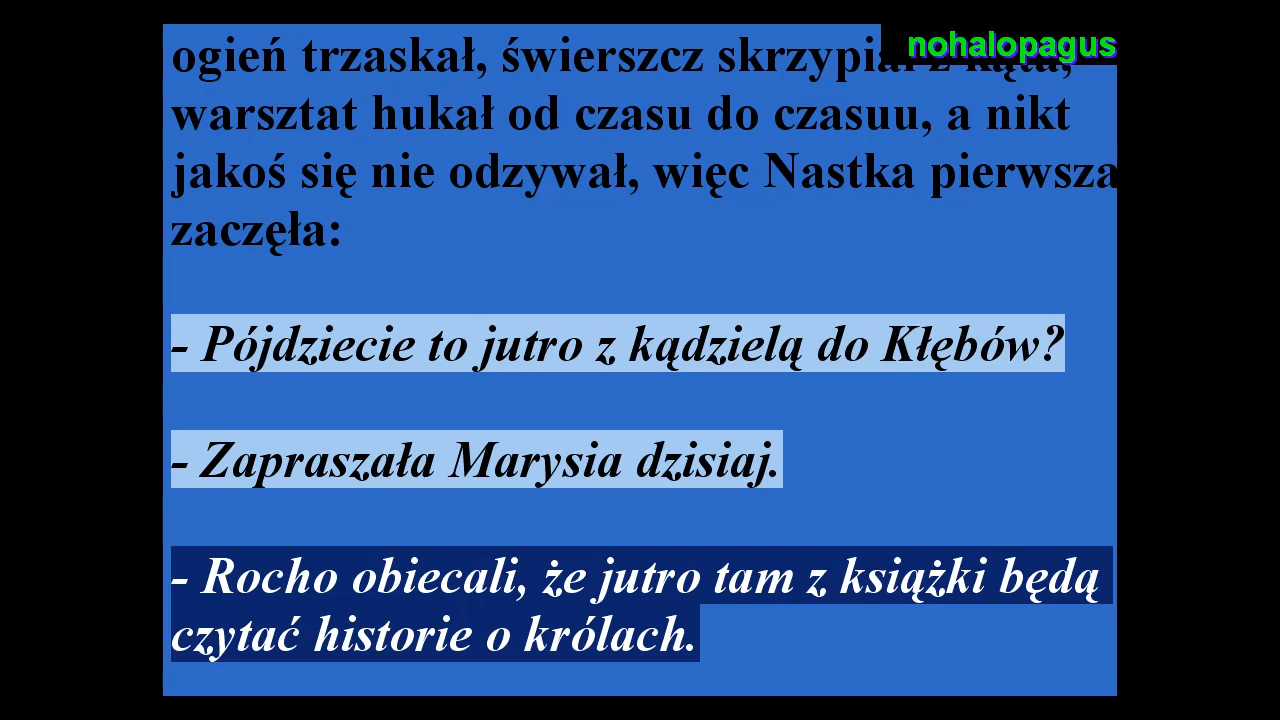 nohalopagus
ogień trzaskał, świerszcz skrzypiał z kąta,
warsztat hukał od czasu do czasuu, a nikt
jakoś się nie odzywał, więc Nastka pierwsza
zaczęła:
- Pójdziecie to jutro z kądzielą do Kłębów?
- Zapraszała Marysia dzisiaj.
- Rocho obiecali, że jutro tam z książki będą
czytać historie o królach.